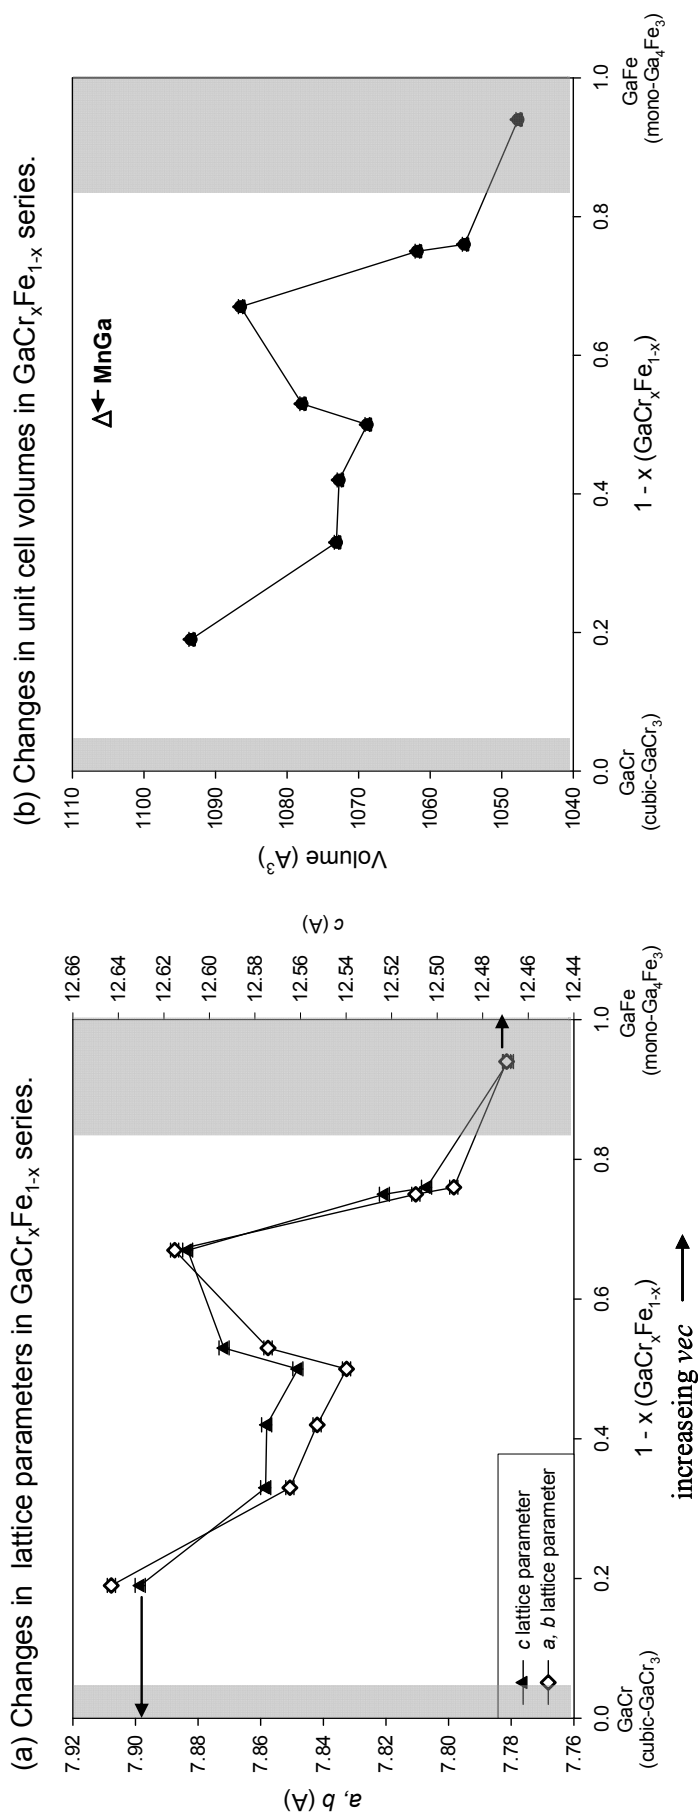 (a) Changes in lattice parameters in GaCrₓFe₁₋ₓ series.
a, b (A)
7.92
7.90
7.88
7.86
7.84
7.82
7.80
7.78
7.76
c (A)
12.66
12.64
12.62
12.60
12.58
12.56
12.54
12.50
12.50
12.48
12.47
12.46
12.44
0.0
0.2
0.4
0.6
0.8
1.0
GaCr
(cubic-GaCr₃)
1 - x (GaCrₓFe₁₋ₓ)
GaFe
(mono-Ga₄Fe₃)
c lattice parameter
a, b lattice parameter
increaseing vec
(b) Changes in unit cell volumes in GaCrₓFe₁₋ₓ series.
Volume (A³)
1110
1100
1090
1080
1070
1060
1050
1040
MnGa
0.0
0.2
0.4
0.6
0.8
1.0
GaCr
(cubic-GaCr₃)
1 - x (GaCrₓFe₁₋ₓ)
GaFe
(mono-Ga₄Fe₃)